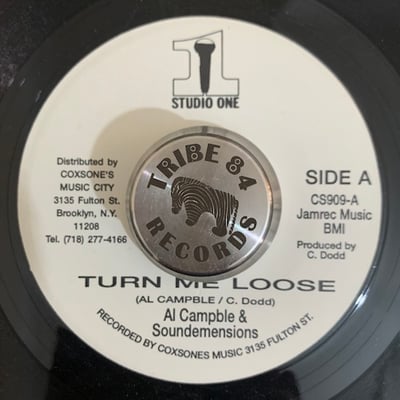 1
STUDIO ONE
Distributed by
COXSONE'S
MUSIC CITY
3135 Fulton St.
Brooklyn, N.Y.
11208
Tel. (718) 277-4166
TRIBE 84
RECORDS
SIDE A
CS909-A
Jamrec Music
BMI
Produced by
C. Dodd
TURN ME LOOSE
(AL CAMPBLE / C. Dodd)
Al Campble &
Soundemensions
RECORDED BY COXSONES MUSIC 3135 FULTON ST.